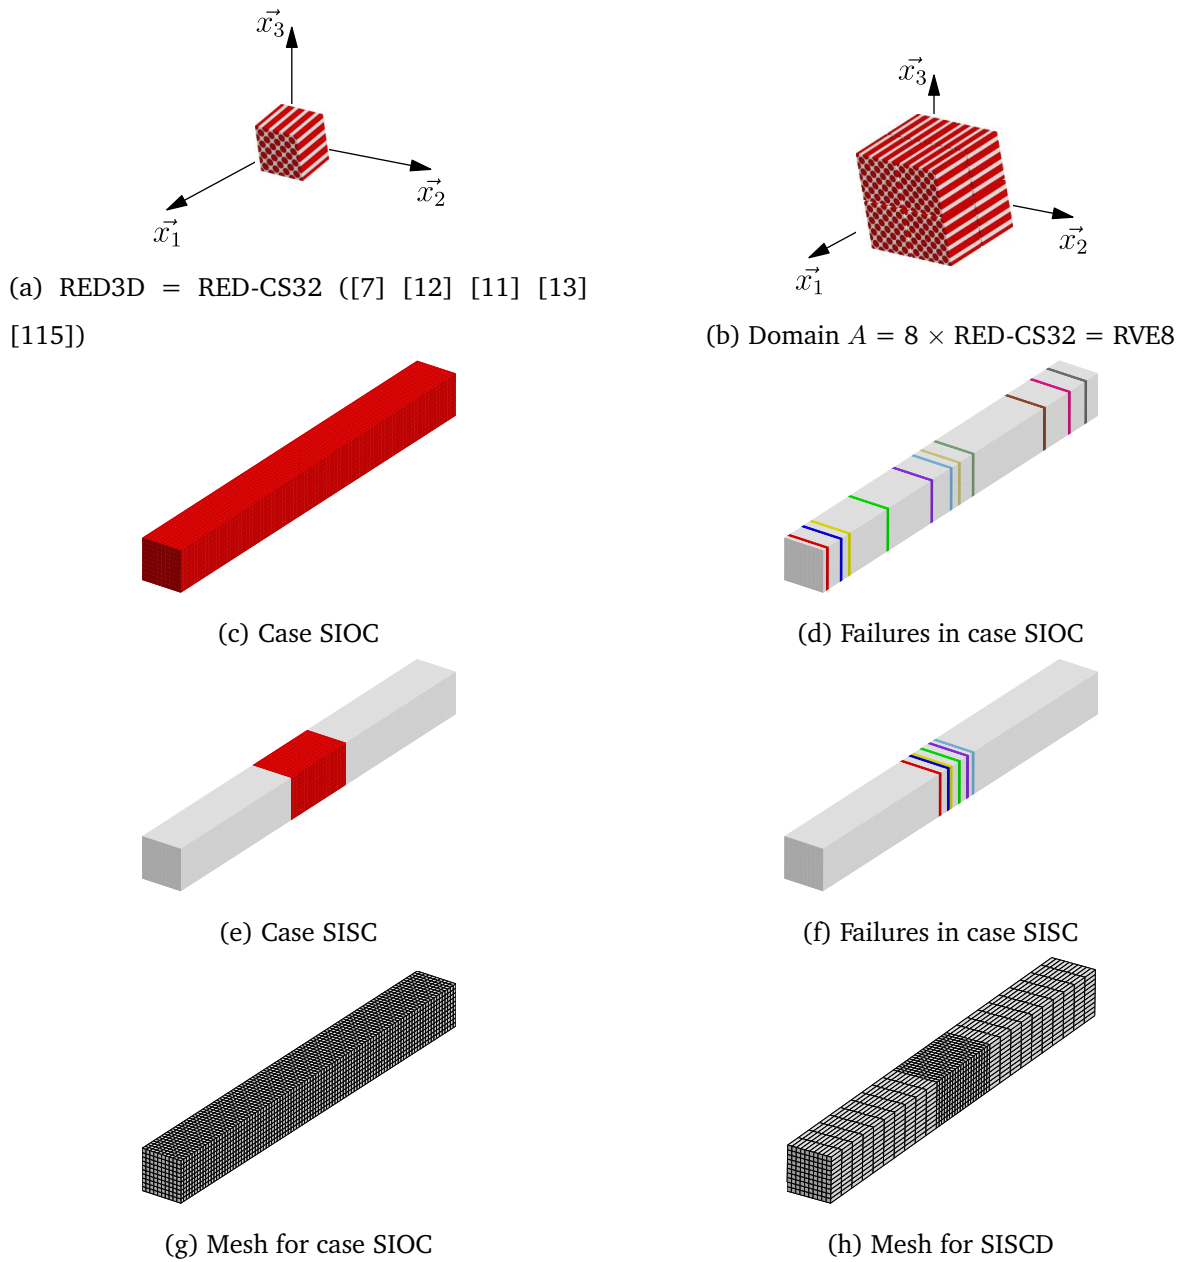 x⃗₃
x⃗₂
x⃗₁
(a) RED3D = RED-CS32 ([7] [12] [11] [13]
[115])
x⃗₃
x⃗₂
x⃗₁
(b) Domain A = 8 × RED-CS32 = RVE8
(c) Case SIOC
(d) Failures in case SIOC
(e) Case SISC
(f) Failures in case SISC
(g) Mesh for case SIOC
(h) Mesh for SISCD